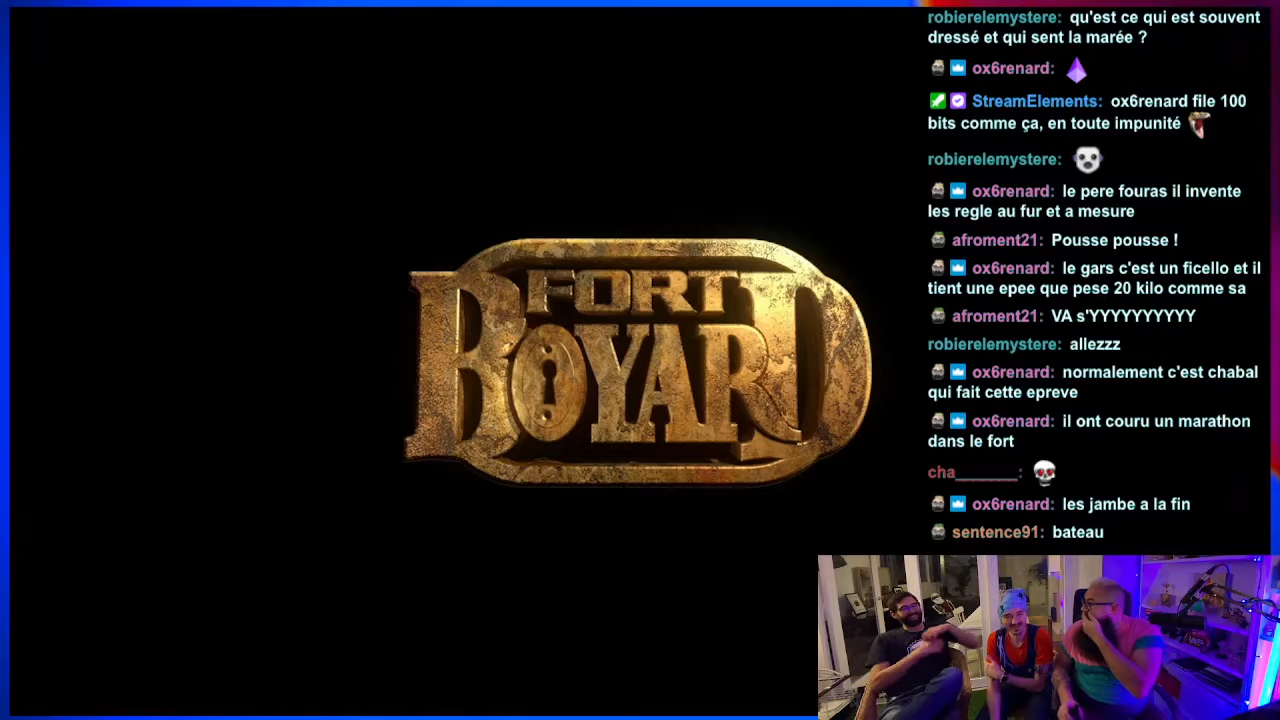 robierelemystere: qu'est ce qui est souvent
dressé et qui sent la marée ?
ox6renard:
StreamElements: ox6renard file 100
bits comme ça, en toute impunité
robierelemystere:
ox6renard: le pere fouras il invente
les regle au fur et a mesure
afroment21: Pousse pousse !
ox6renard: le gars c'est un ficello et il
tient une epee que pese 20 kilo comme sa
afroment21: VA s'YYYYYYYYYY
robierelemystere: allezzz
ox6renard: normalement c'est chabal
qui fait cette epreve
ox6renard: il ont couru un marathon
dans le fort
cha_______:
ox6renard: les jambe a la fin
sentence91: bateau
FORT
BOYARD